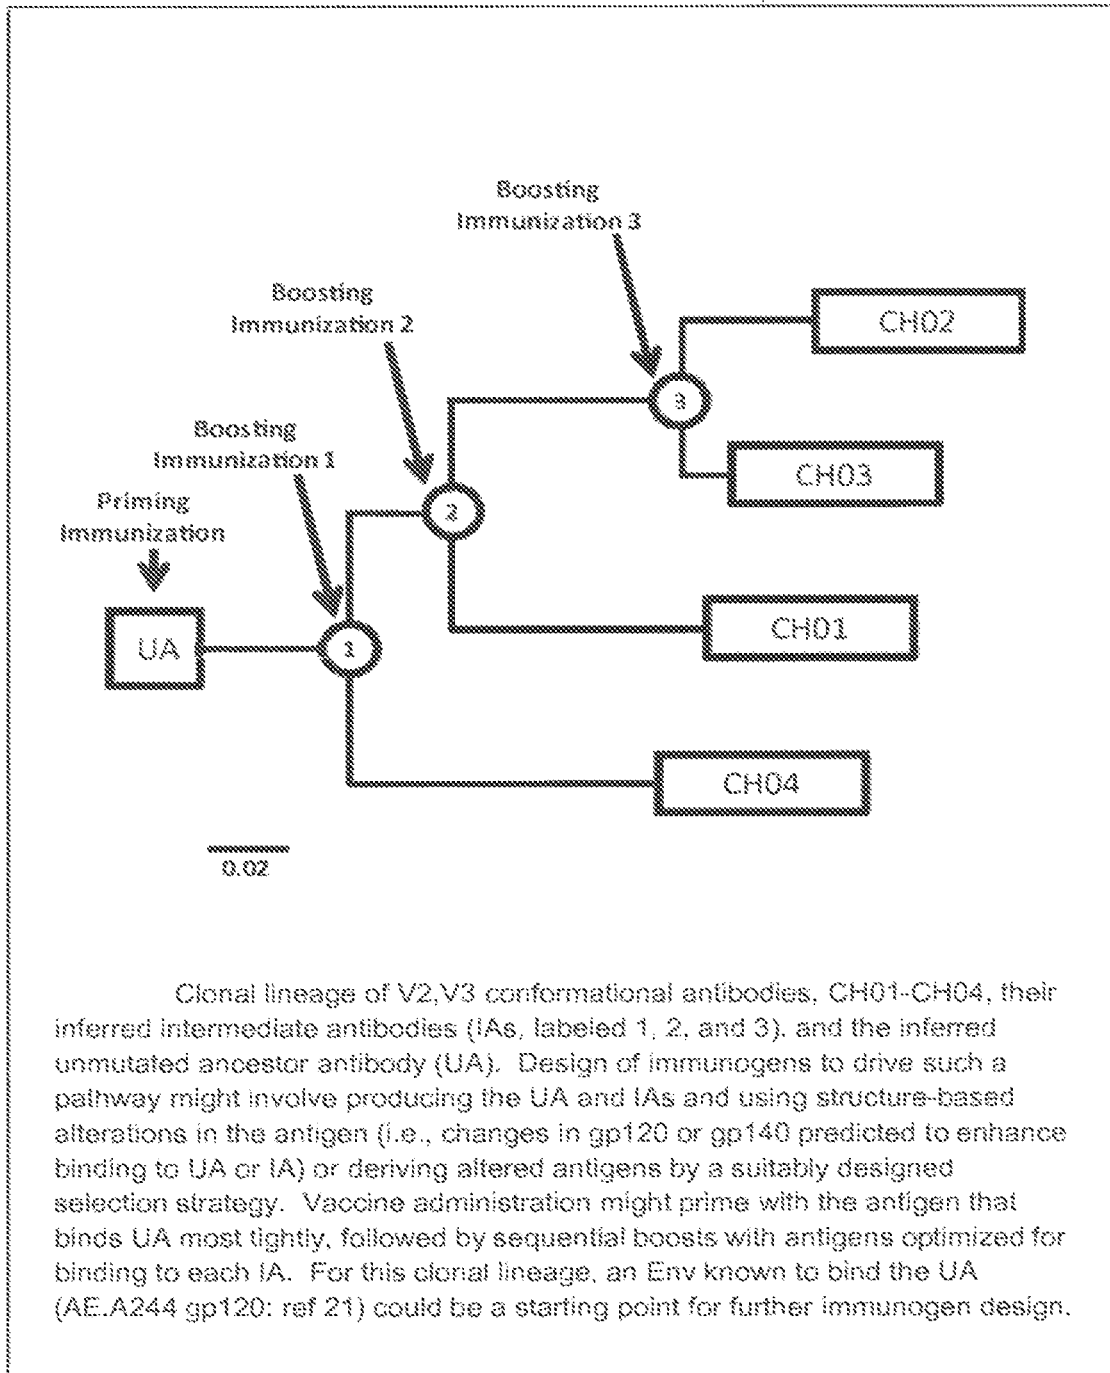 Boosting
Immunization 3
Boosting
Immunization 2
CH02
3
Boosting
Immunization 1
CH03
Priming
Immunization
2
CH01
UA
1
CH04
0.02
Clonal lineage of V2,V3 conformational antibodies, CH01-CH04, their
inferred intermediate antibodies (IAs, labeled 1, 2, and 3), and the inferred
unmutated ancestor antibody (UA). Design of immunogens to drive such a
pathway might involve producing the UA and IAs and using structure-based
alterations in the antigen (i.e., changes in gp120 or gp140 predicted to enhance
binding to UA or IA) or deriving altered antigens by a suitably designed
selection strategy. Vaccine administration might prime with the antigen that
binds UA most tightly, followed by sequential boosts with antigens optimized for
binding to each IA. For this clonal lineage, an Env known to bind the UA
(AE.A244 gp120: ref 21) could be a starting point for further immunogen design.